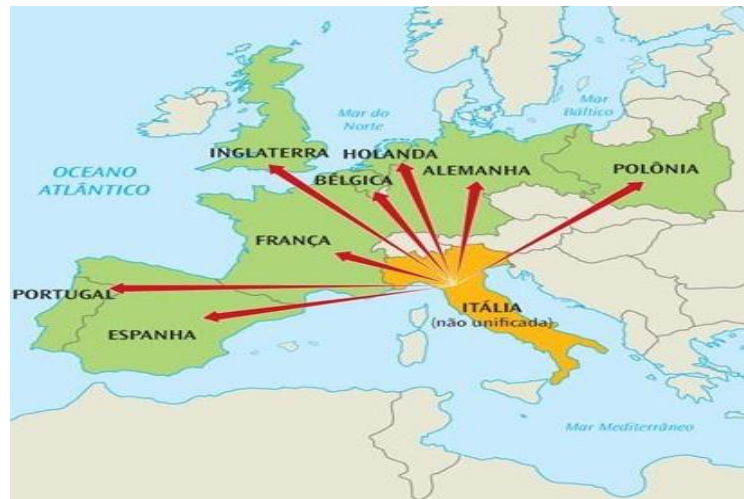 Mar do
Norte
Mar
Báltico
INGLATERRA
HOLANDA
BÉLGICA
ALEMANHA
POLÔNIA
OCEANO
ATLÂNTICO
FRANÇA
PORTUGAL
ESPANHA
ITÁLIA
(não unificada)
Mar Mediterrâneo